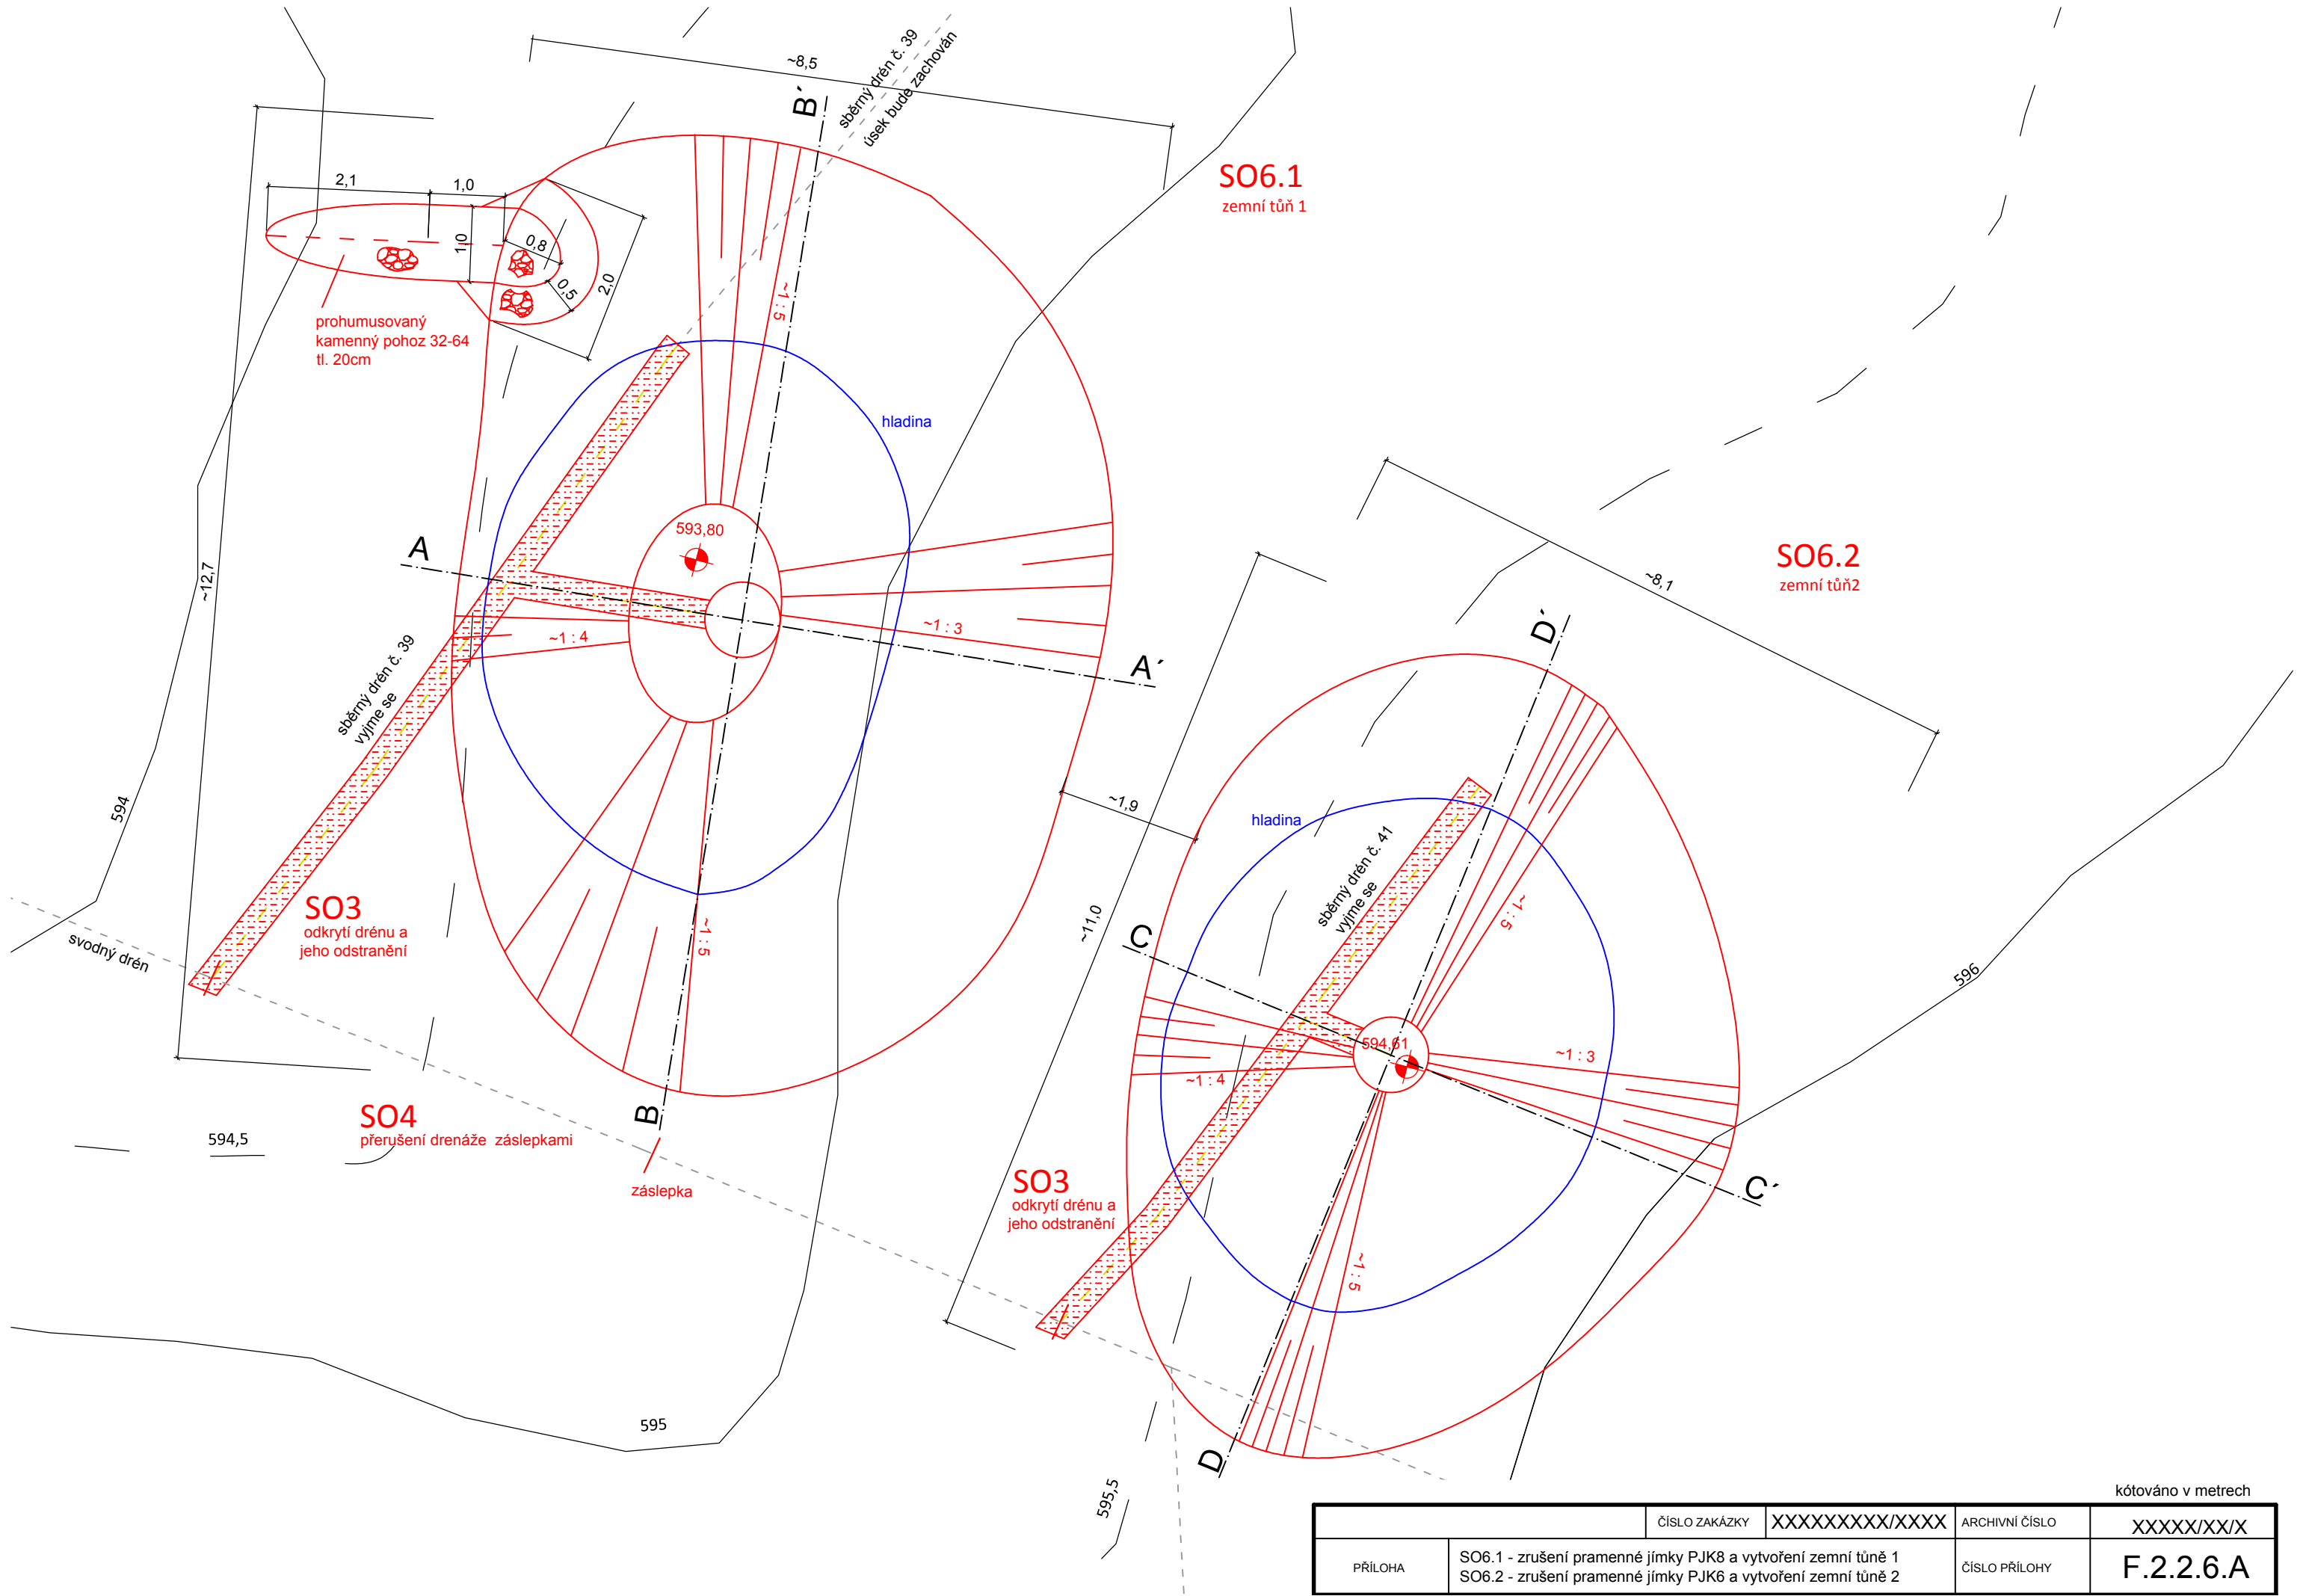 ~8,5
B´
sběrný drén č. 39
úsek bude zachován
SO6.1
zemní tůň 1
2,1
1,0
1,0
0,8
0,5
2,0
prohumusovaný
kamenný pohoz 32-64
tl. 20cm
~1 : 5
hladina
593,80
A
~12,7
~1 : 4
~1 : 3
A´
sběrný drén č. 39
vyjme se
SO6.2
zemní tůň2
~8,1
D´
594
~1,9
hladina
sběrný drén č. 41
vyjme se
SO3
odkrytí drénu a
jeho odstranění
svodný drén
~1 : 5
~11,0
C
~1 : 5
596
594,61
~1 : 3
~1 : 4
SO4
přerušení drenáže  záslepkami
594,5
B
záslepka
SO3
odkrytí drénu a
jeho odstranění
C´
~1 : 5
595
D
595,5
kótováno v metrech
ČÍSLO ZAKÁZKY
XXXXXXXXX/XXXX
ARCHIVNÍ ČÍSLO
XXXXX/XX/X
PŘÍLOHA
SO6.1 - zrušení pramenné jímky PJK8 a vytvoření zemní tůně 1
SO6.2 - zrušení pramenné jímky PJK6 a vytvoření zemní tůně 2
ČÍSLO PŘÍLOHY
F.2.2.6.A